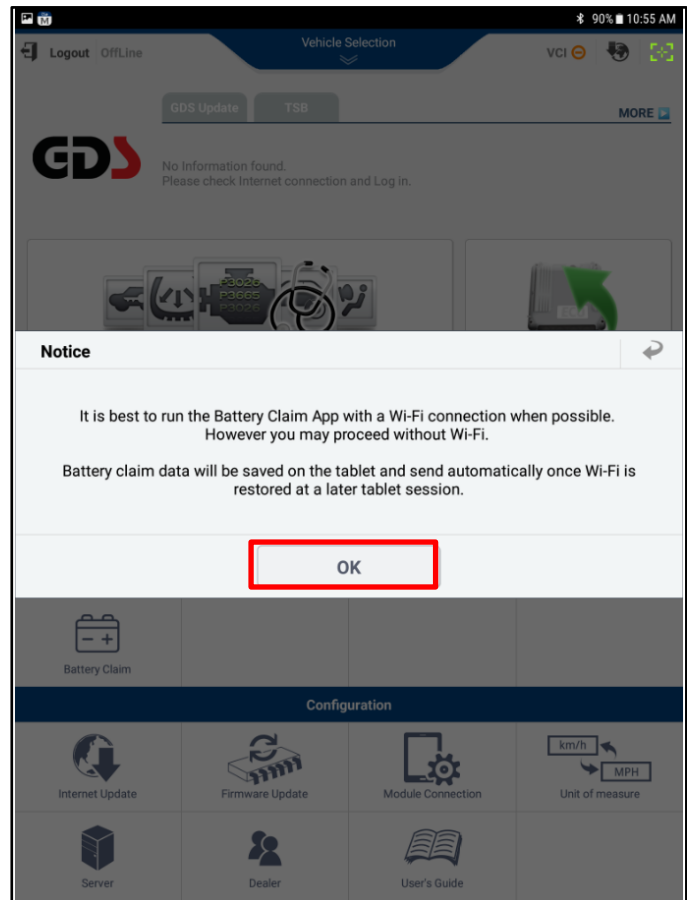 90% 10:55 AM
Logout OffLine
Vehicle Selection
VCI
GDS Update TSB
MORE
GDS
No Information found.
Please check Internet connection and Log in.
P3026
P3665
P3026
ECU
Notice
It is best to run the Battery Claim App with a Wi-Fi connection when possible.
However you may proceed without Wi-Fi.
Battery claim data will be saved on the tablet and send automatically once Wi-Fi is
restored at a later tablet session.
OK
Battery Claim
Configuration
km/h
MPH
Internet Update Firmware Update Module Connection Unit of measure
Server Dealer User's Guide